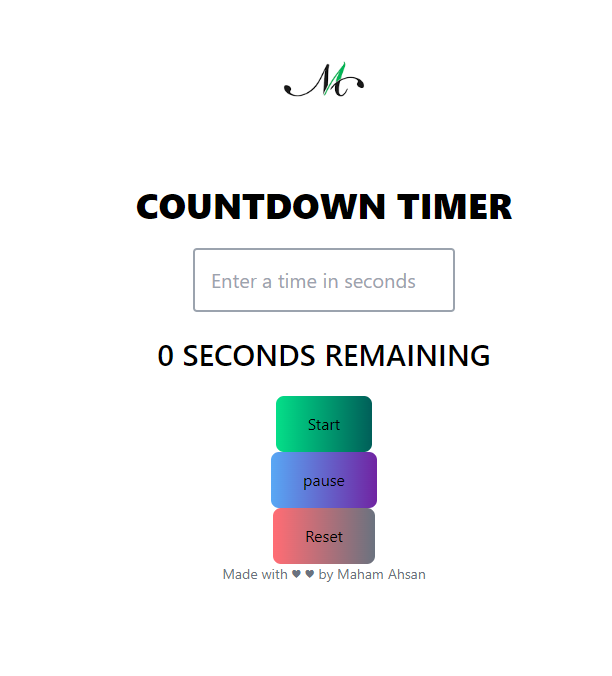 M
COUNTDOWN TIMER
Enter a time in seconds
0 SECONDS REMAINING
Start
pause
Reset
Made with ♥ ♥ by Maham Ahsan